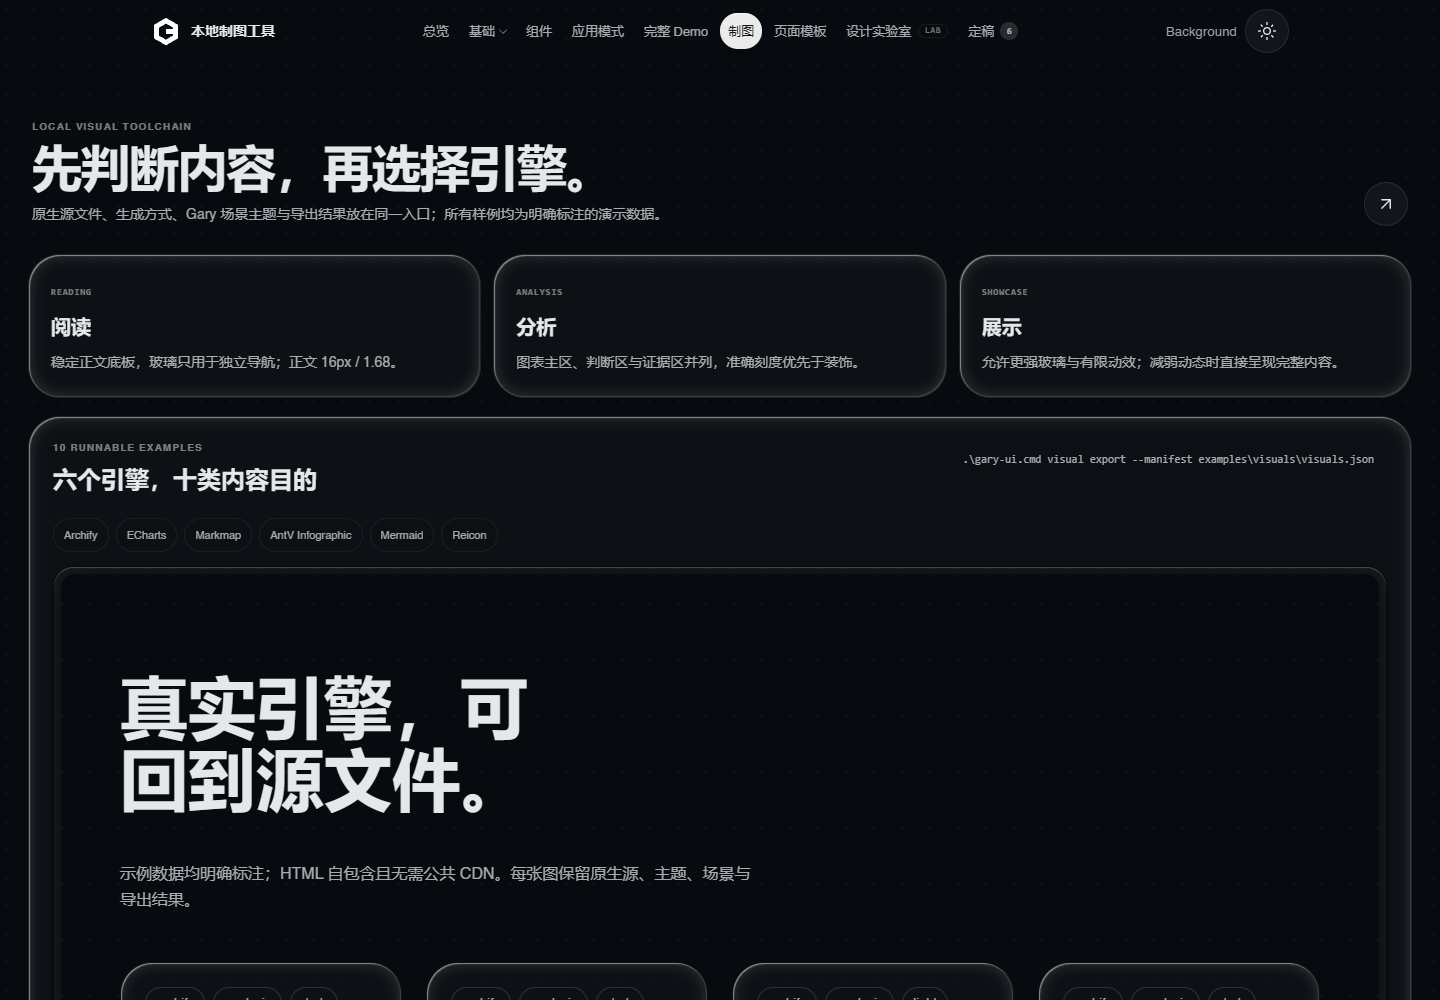 本地制图工具
总览 基础 组件 应用模式 完整 Demo 制图 页面模板 设计实验室 LAB 定稿 6
Background
LOCAL VISUAL TOOLCHAIN
先判断内容，再选择引擎。
原生源文件、生成方式、Gary 场景主题与导出结果放在同一入口；所有样例均为明确标注的演示数据。
READING
阅读
稳定正文底板，玻璃只用于独立导航；正文 16px / 1.68。
ANALYSIS
分析
图表主区、判断区与证据区并列，准确刻度优先于装饰。
SHOWCASE
展示
允许更强玻璃与有限动效；减弱动态时直接呈现完整内容。
10 RUNNABLE EXAMPLES
六个引擎，十类内容目的
.\gary-ui.cmd visual export --manifest examples\visuals\visuals.json
Archify ECharts Markmap AntV Infographic Mermaid Reicon
真实引擎，可
回到源文件。
示例数据均明确标注；HTML 自包含且无需公共 CDN。每张图保留原生源、主题、场景与
导出结果。